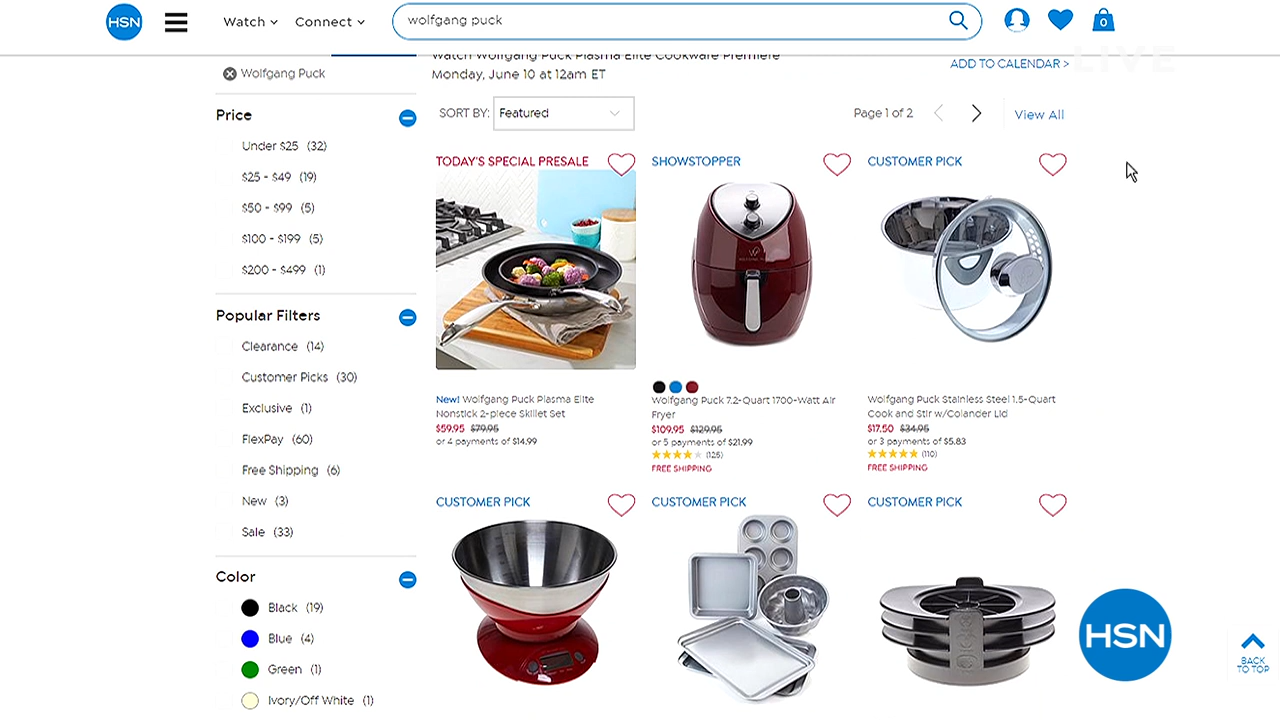 HSN
Watch
Connect
wolfgang puck
0
LIVE
Watch Wolfgang Puck Plasma Elite Cookware Premiere
Monday, June 10 at 12am ET
ADD TO CALENDAR >
Wolfgang Puck
SORT BY: Featured
Page 1 of 2
View All
Price
Under $25 (32)
$25 - $49 (19)
$50 - $99 (5)
$100 - $199 (5)
$200 - $499 (1)
Popular Filters
Clearance (14)
Customer Picks (30)
Exclusive (1)
FlexPay (60)
Free Shipping (6)
New (3)
Sale (33)
Color
Black (19)
Blue (4)
Green (1)
Ivory/Off White (1)
TODAY'S SPECIAL PRESALE
New! Wolfgang Puck Plasma Elite
Nonstick 2-piece Skillet Set
$59.95 $79.95
or 4 payments of $14.99
SHOWSTOPPER
Wolfgang Puck 7.2-Quart 1700-Watt Air
Fryer
$109.95 $129.95
or 5 payments of $21.99
(125)
FREE SHIPPING
CUSTOMER PICK
Wolfgang Puck Stainless Steel 1.5-Quart
Cook and Stir w/Colander Lid
$17.50 $34.95
or 3 payments of $5.83
(110)
FREE SHIPPING
CUSTOMER PICK
CUSTOMER PICK
CUSTOMER PICK
HSN
BACK
TO TOP